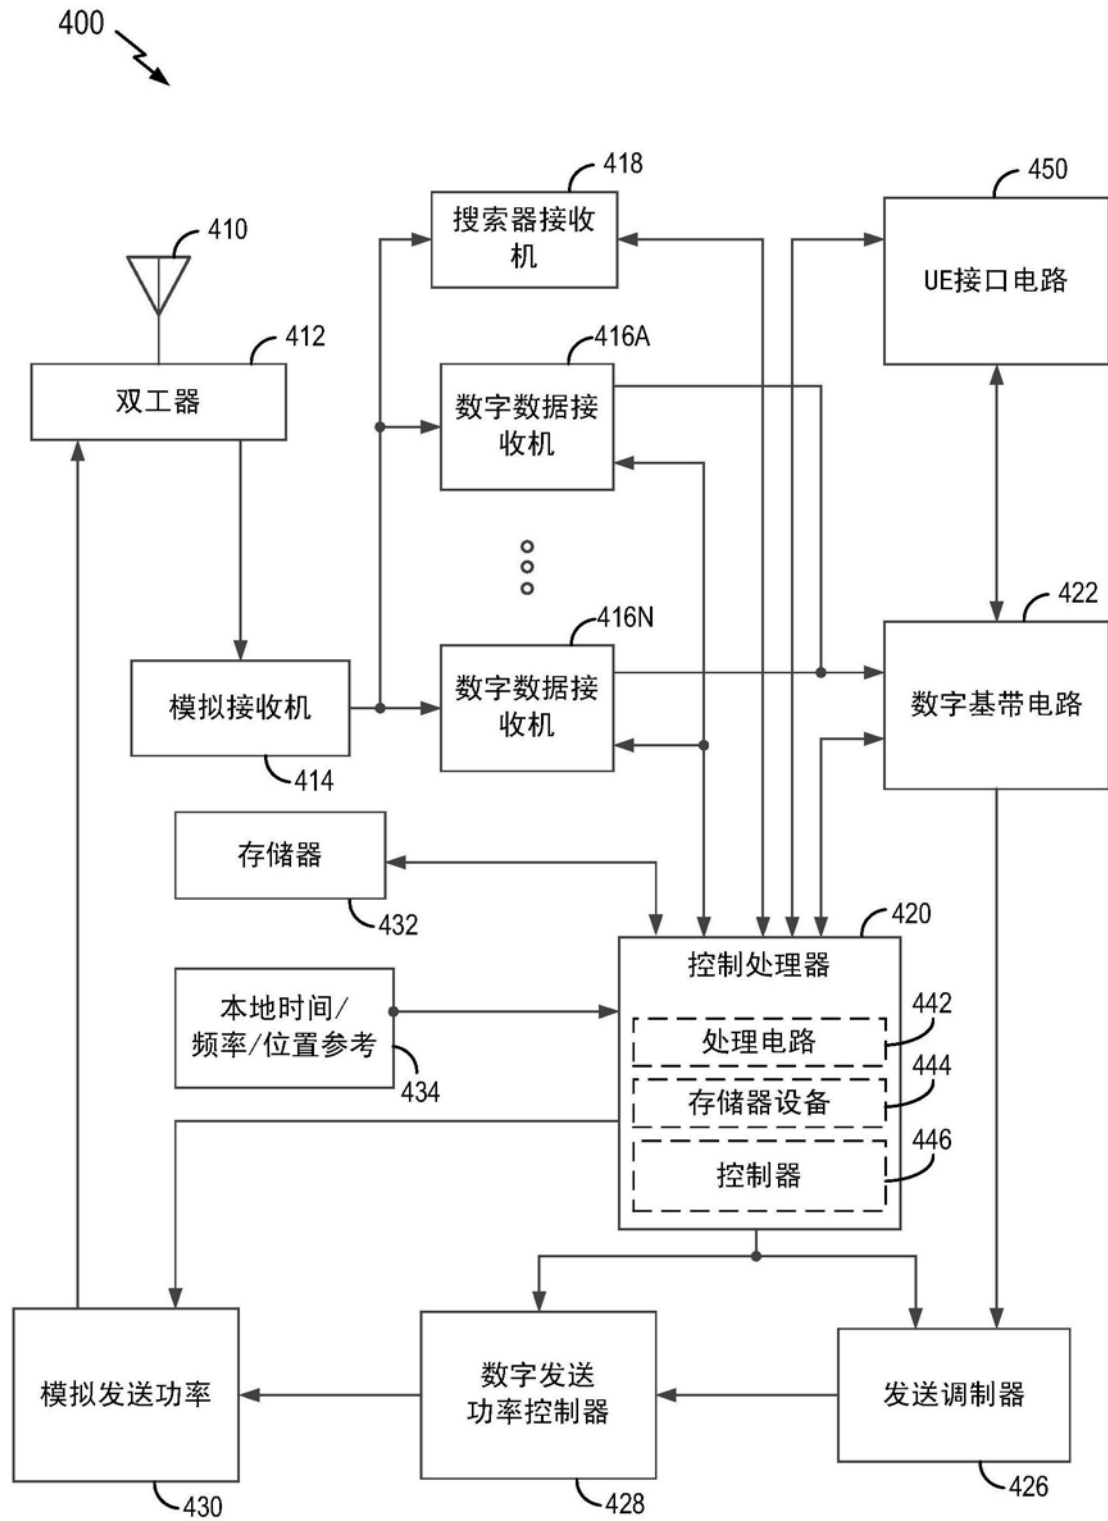 400
418
搜索器接收
机
450
UE接口电路
410
412
双工器
416A
数字数据接
收机
416N
数字数据接
收机
422
数字基带电路
模拟接收机
414
存储器
432
420
控制处理器
本地时间/
频率/位置参考
434
442
处理电路
444
存储器设备
446
控制器
模拟发送功率
430
数字发送
功率控制器
428
发送调制器
426